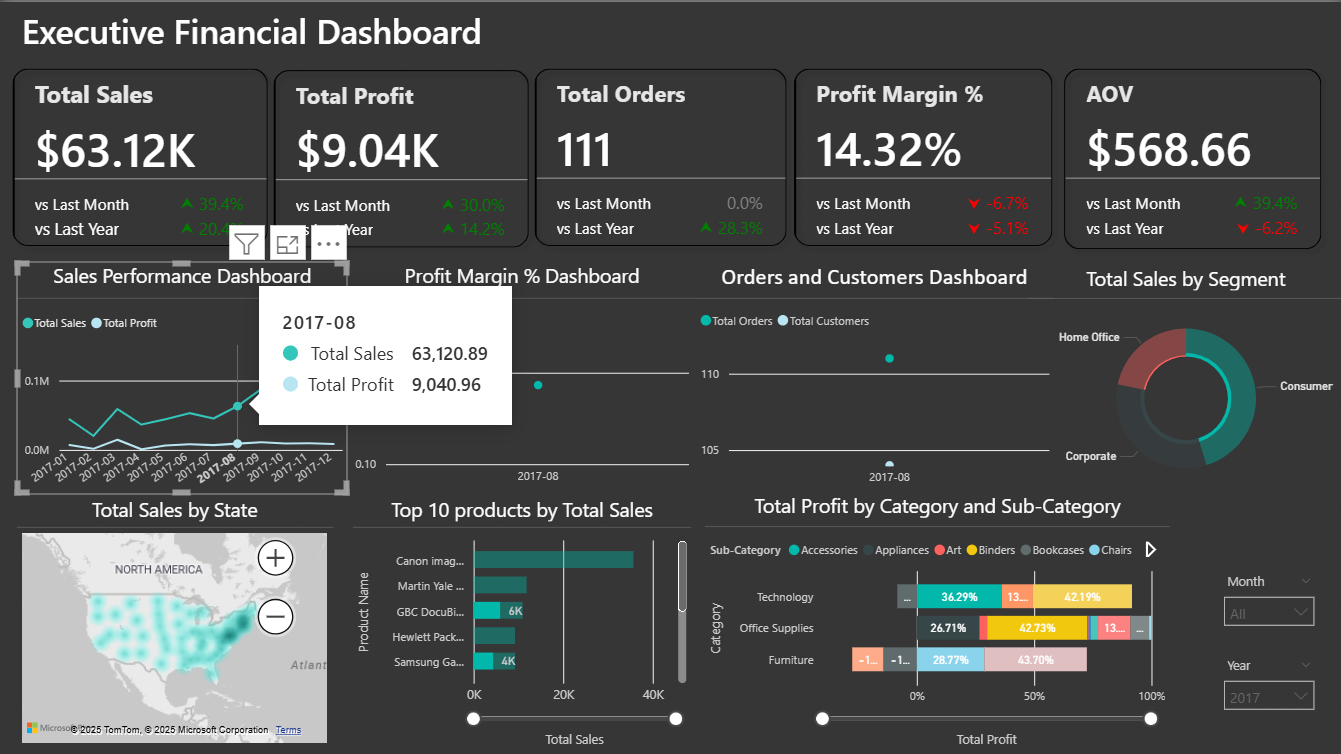 Executive Financial Dashboard
Total Sales
$63.12K
vs Last Month
39.4%
vs Last Year
20.4
Total Profit
$9.04K
vs Last Month
30.0%
Year
14.2%
Total Orders
111
vs Last Month
0.0%
vs Last Year
28.3%
Profit Margin %
14.32%
vs Last Month
-6.7%
vs Last Year
-5.1%
AOV
$568.66
vs Last Month
39.4%
vs Last Year
-6.2%
Sales Performance Dashboard
Total Sales
Total Profit
0.1M
0.0M
2017-01
2017-02
2017-03
2017-04
2017-05
2017-06
2017-07
2017-08
2017-09
2017-10
2017-11
2017-12
2017-08
Total Sales 63,120.89
Total Profit 9,040.96
Profit Margin % Dashboard
0.10
2017-08
Orders and Customers Dashboard
Total Orders
Total Customers
110
105
2017-08
Total Sales by Segment
Home Office
Consumer
Corporate
Total Sales by State
NORTH AMERICA
Atlant
Microsof
© 2025 TomTom, © 2025 Microsoft Corporation
Terms
Top 10 products by Total Sales
Product Name
Canon imag...
Martin Yale ...
GBC DocuBi...
6K
Hewlett Pack...
Samsung Ga...
4K
0K
20K
40K
Total Sales
Total Profit by Category and Sub-Category
Sub-Category
Accessories
Appliances
Art
Binders
Bookcases
Chairs
Category
Technology
...
36.29%
13....
42.19%
Office Supplies
26.71%
42.73%
13....
...
Furniture
-1...
-1...
28.77%
43.70%
0%
50%
100%
Total Profit
Month
All
Year
2017